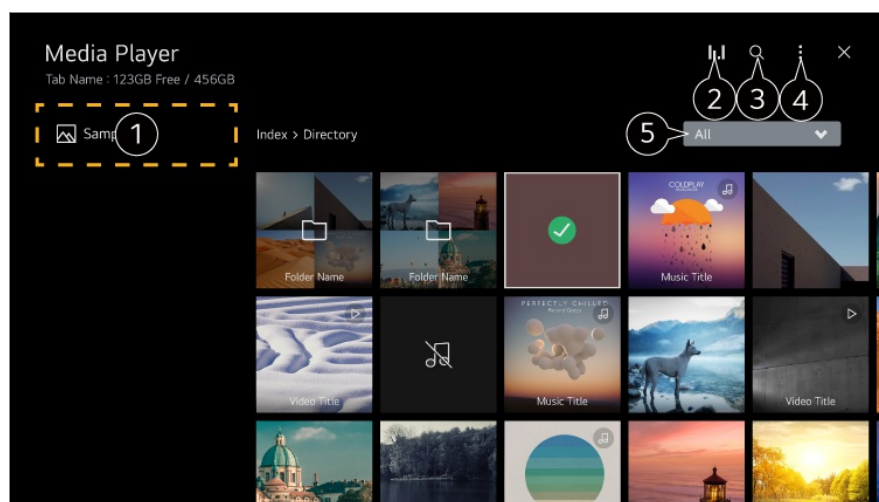 Media Player
Tab Name : 123GB Free / 456GB
2
3
4
1
Index > Directory
5
All
Folder Name
Folder Name
COLDPLAY
Music Title
Video Title
PERFECTLY CHILLED
Music Title
Video Title